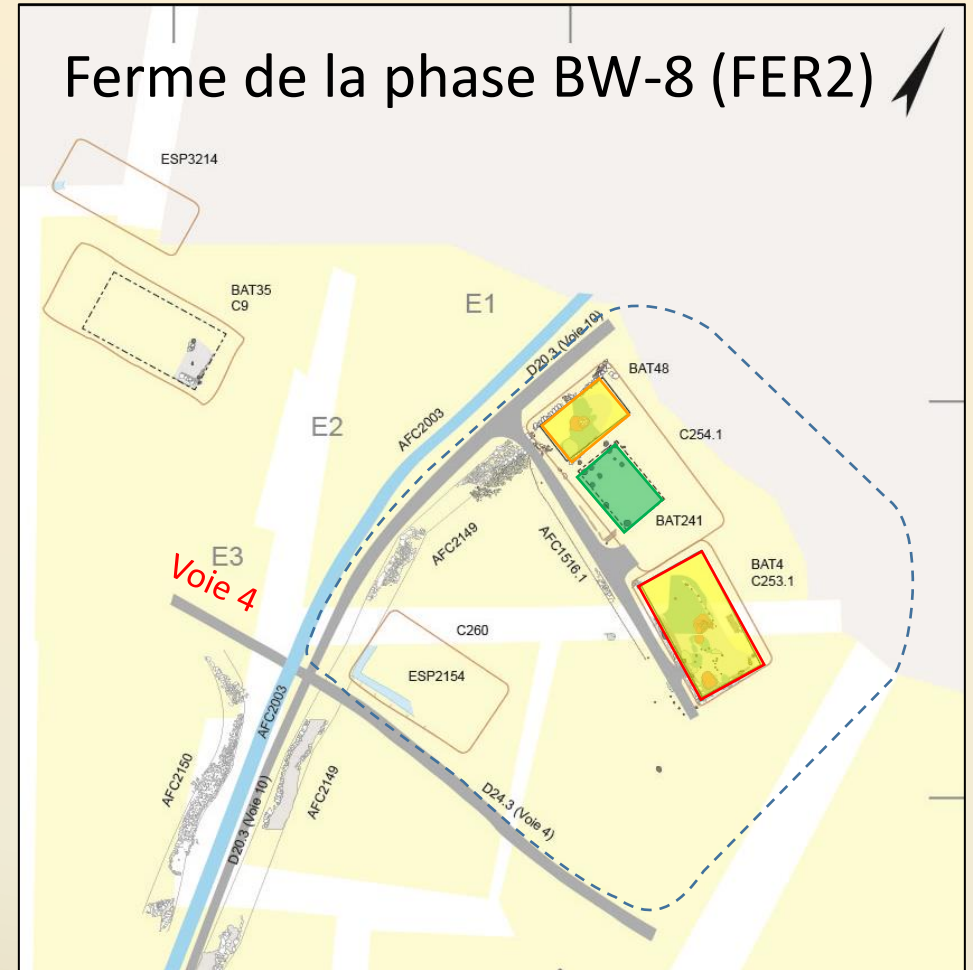 Ferme de la phase BW-8 (FER2)
ESP3214
BAT35
C9
E1
D20.3 (Voie 10)
BAT48
E2
AFC2003
C254.1
BAT241
AFC2149
AFC1516.1
E3
Voie 4
BAT4
C253.1
C260
ESP2154
AFC2003
AFC2150
AFC2149
D20.3 (Voie 10)
D24.3 (Voie 4)